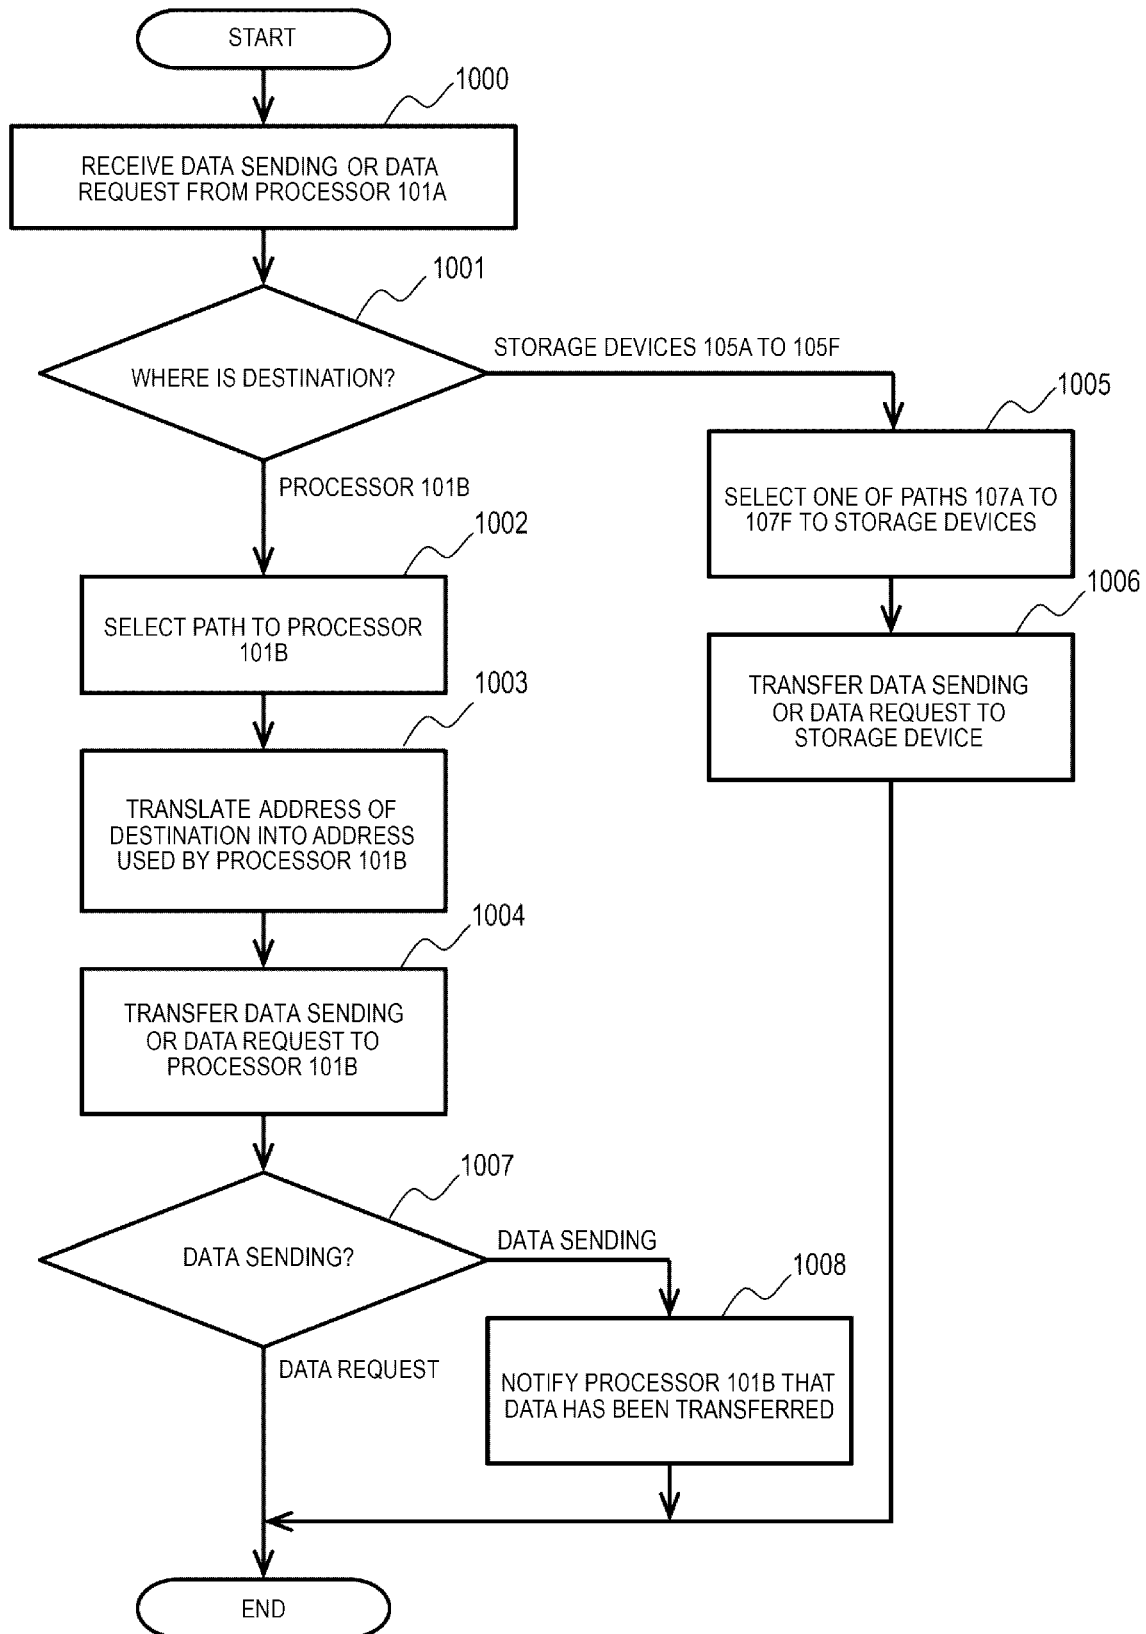 START
1000
RECEIVE DATA SENDING OR DATA
REQUEST FROM PROCESSOR 101A
1001
WHERE IS DESTINATION?
STORAGE DEVICES 105A TO 105F
PROCESSOR 101B
1005
SELECT ONE OF PATHS 107A TO
107F TO STORAGE DEVICES
1002
SELECT PATH TO PROCESSOR
101B
1006
TRANSFER DATA SENDING
OR DATA REQUEST TO
STORAGE DEVICE
1003
TRANSLATE ADDRESS OF
DESTINATION INTO ADDRESS
USED BY PROCESSOR 101B
1004
TRANSFER DATA SENDING
OR DATA REQUEST TO
PROCESSOR 101B
1007
DATA SENDING?
DATA SENDING
DATA REQUEST
1008
NOTIFY PROCESSOR 101B THAT
DATA HAS BEEN TRANSFERRED
END